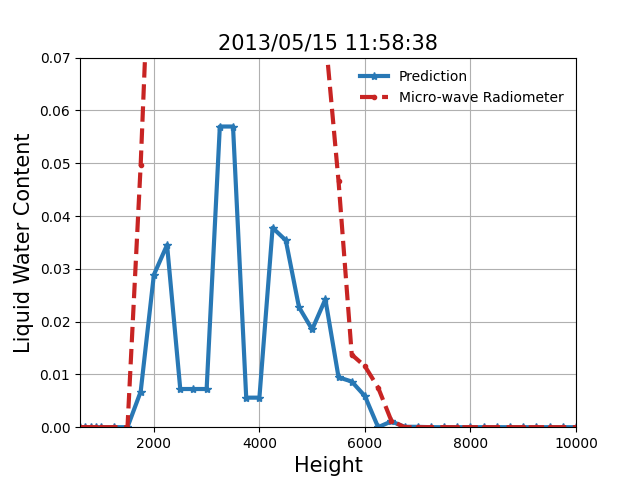 2013/05/15 11:58:38
Prediction
Micro-wave Radiometer
Liquid Water Content
0.07
0.06
0.05
0.04
0.03
0.02
0.01
0.00
2000 4000 6000 8000 10000
Height